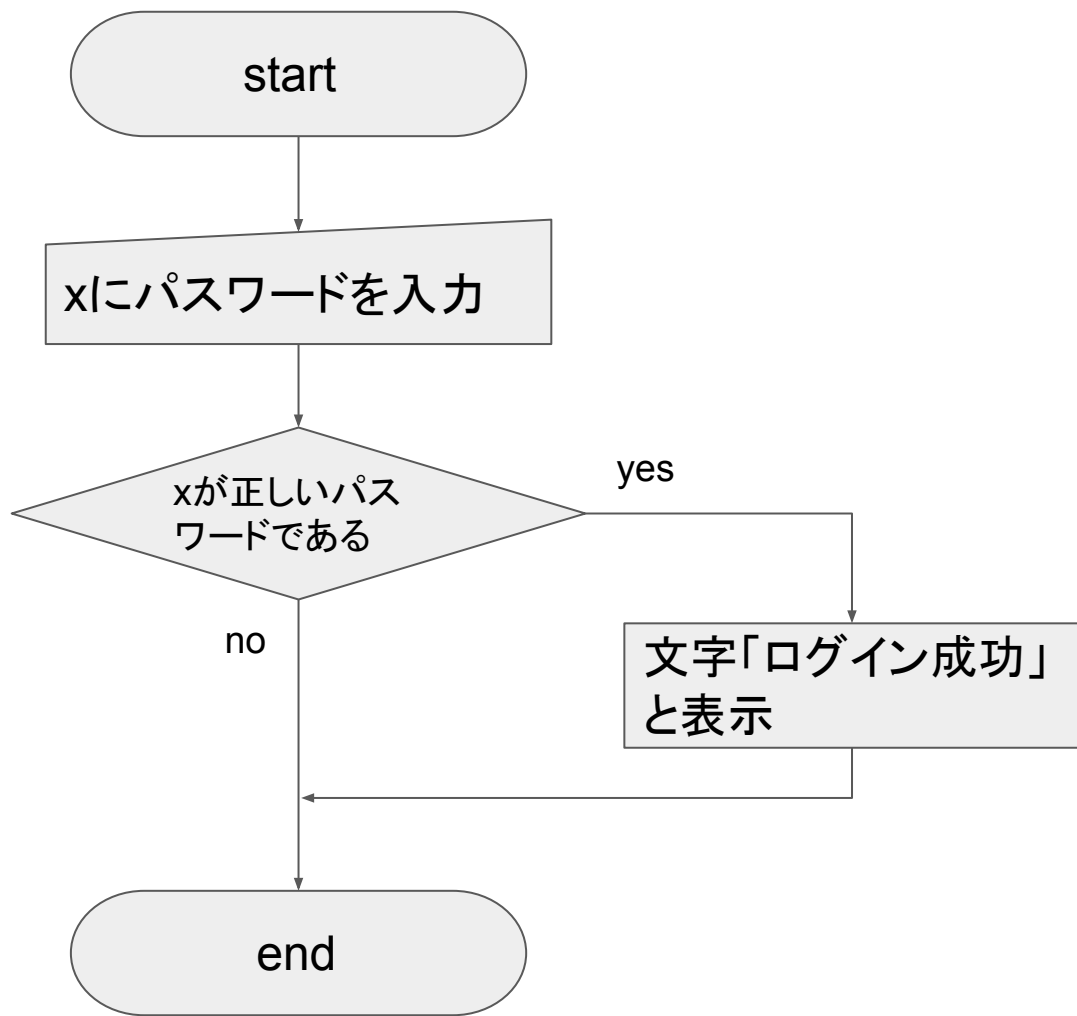 start
xにパスワードを入力
xが正しいパス
ワードである
yes
no
文字「ログイン成功」
と表示
end